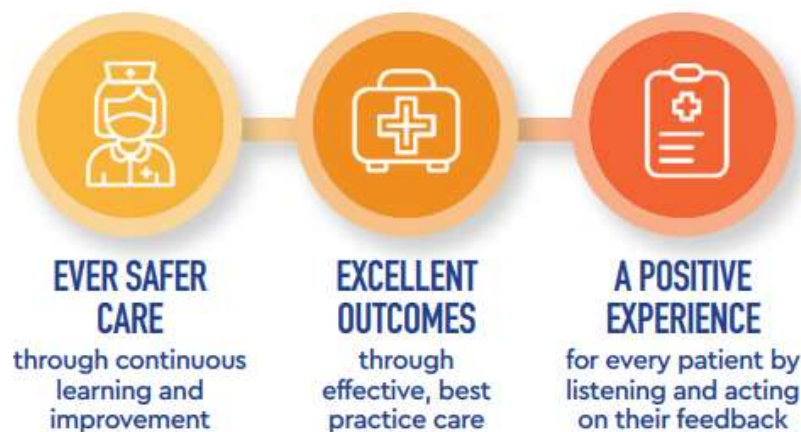 EVER SAFER
CARE
through continuous
learning and
improvement
EXCELLENT
OUTCOMES
through
effective, best
practice care
A POSITIVE
EXPERIENCE
for every patient by
listening and acting
on their feedback